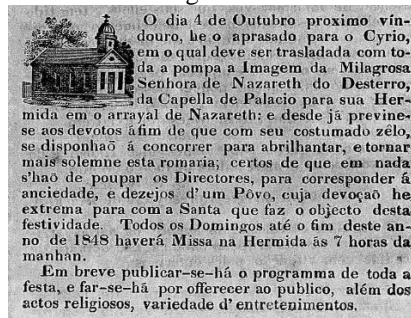 O dia 4 de Outubro proximo vin-
douro, he o aprasado para o Cyrio,
em o qual deve ser trasladada com to-
da a pompa a Imagem da Milagrosa
Senhora de Nazareth do Desterro,
da Capella de Palacio para sua Her-
mida em o arrayal de Nazareth: e desde já previne-
se aos devotos áfim de que com seu costumado zêlo,
se disponhaõ á concorrer para abrilhantar, e tornar
mais solemne esta romaria; certos de que em nada
s'haõ de poupar os Directores, para corresponder á
anciedade, e dezejos d'um Pôvo, cuja devoçaõ he
extrema para com a Santa que faz o objecto desta
festividade. Todos os Domingos até o fim deste an-
no de 1848 haverá Missa na Hermida ás 7 horas da
manhan.
Em breve publicar-se-há o programa de toda a
festa, e far-se-há por offerecer ao publico, além dos
actos religiosos, variedade d'entretenimentos.